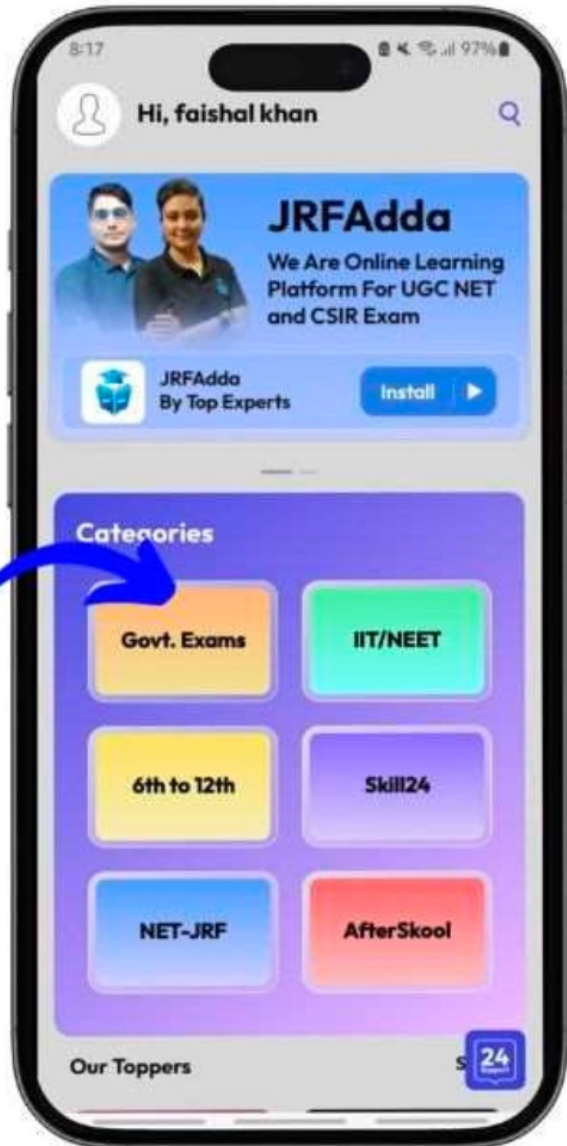 8:17
97%
Hi, faishal khan
JRFAdda
We Are Online Learning
Platform For UGC NET
and CSIR Exam
JRFAdda
By Top Experts
Install
Categories
Govt. Exams
IIT/NEET
6th to 12th
Skill24
NET-JRF
AfterSkool
Our Toppers
S
24